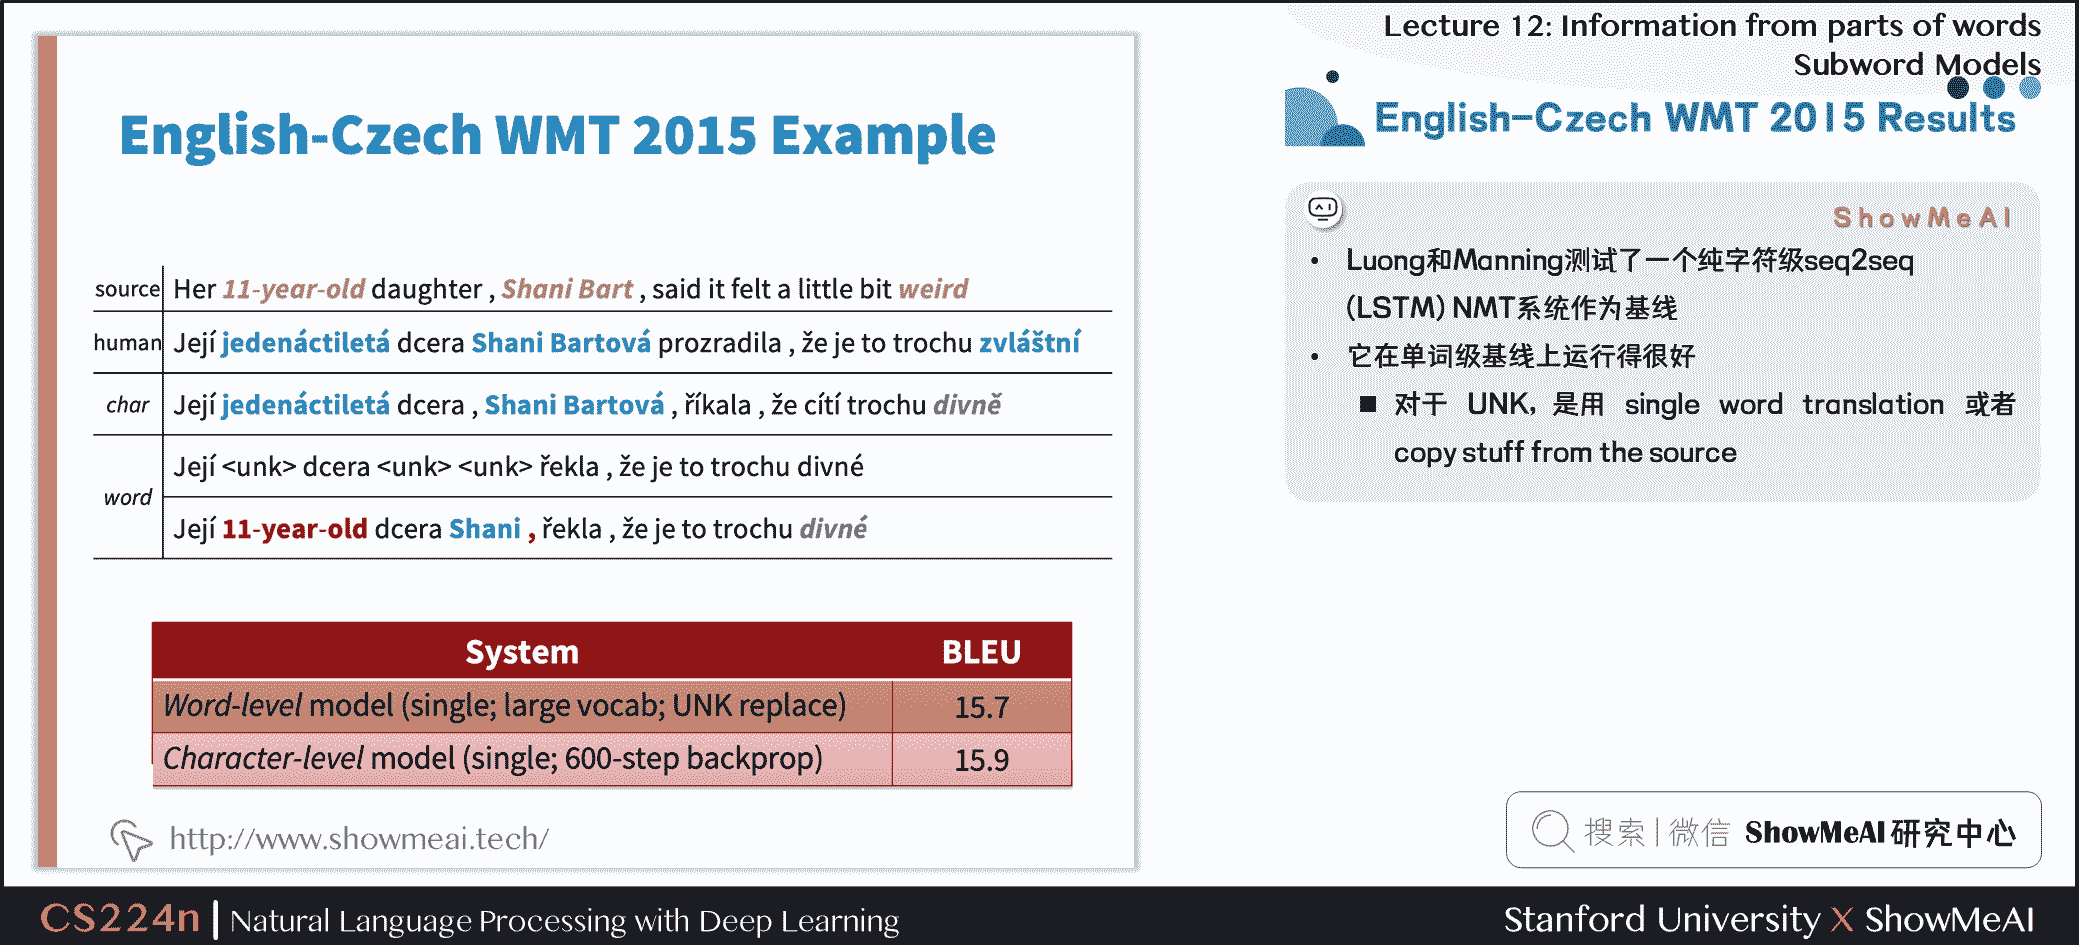 Lecture 12: Information from parts of words
Subword Models
English-Czech WMT 2015 Example
source Her 11-year-old daughter , Shani Bart , said it felt a little bit weird
human Její jedenáctiletá dcera Shani Bartová prozradila , že je to trochu zvláštní
char Její jedenáctiletá dcera , Shani Bartová , říkala , že cítí trochu divně
word Její <unk> dcera <unk> <unk> řekla , že je to trochu divné
Její 11-year-old dcera Shani , řekla , že je to trochu divné
System BLEU
Word-level model (single; large vocab; UNK replace) 15.7
Character-level model (single; 600-step backprop) 15.9
http://www.showmeai.tech/
English-Czech WMT 2015 Results
ShowMeAI
• Luong和Manning测试了一个纯字符级seq2seq
(LSTM) NMT系统作为基线
• 它在单词级基线上运行得很好
■ 对于 UNK，是用 single word translation 或者
copy stuff from the source
搜索|微信 ShowMeAI研究中心
CS224n | Natural Language Processing with Deep Learning
Stanford University X ShowMeAI